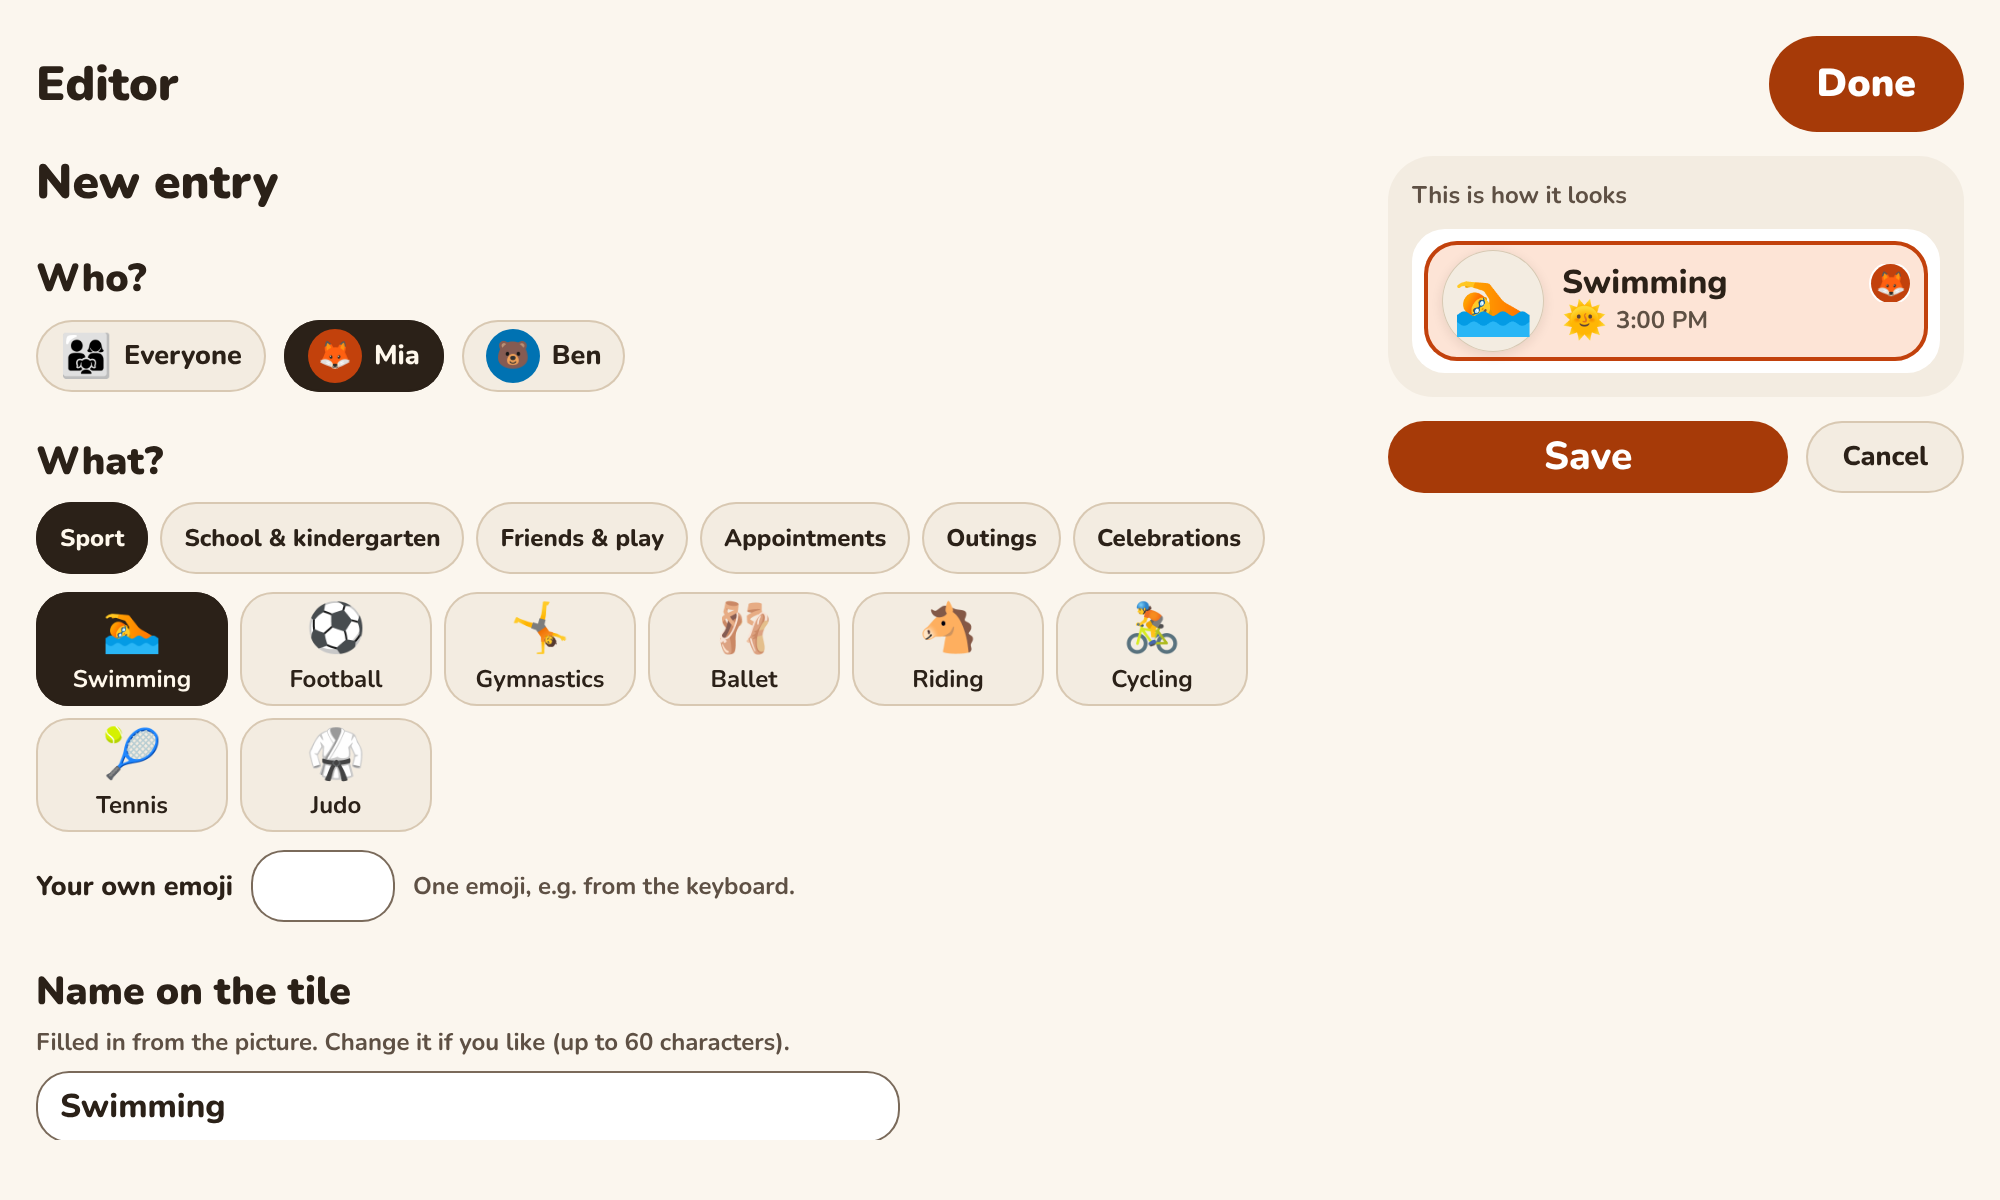 Editor
Done
New entry
Who?
Everyone
Mia
Ben
What?
Sport
School & kindergarten
Friends & play
Appointments
Outings
Celebrations
Swimming
Football
Gymnastics
Ballet
Riding
Cycling
Tennis
Judo
Your own emoji
One emoji, e.g. from the keyboard.
Name on the tile
Filled in from the picture. Change it if you like (up to 60 characters).
Swimming
This is how it looks
Swimming
3:00 PM
Save
Cancel